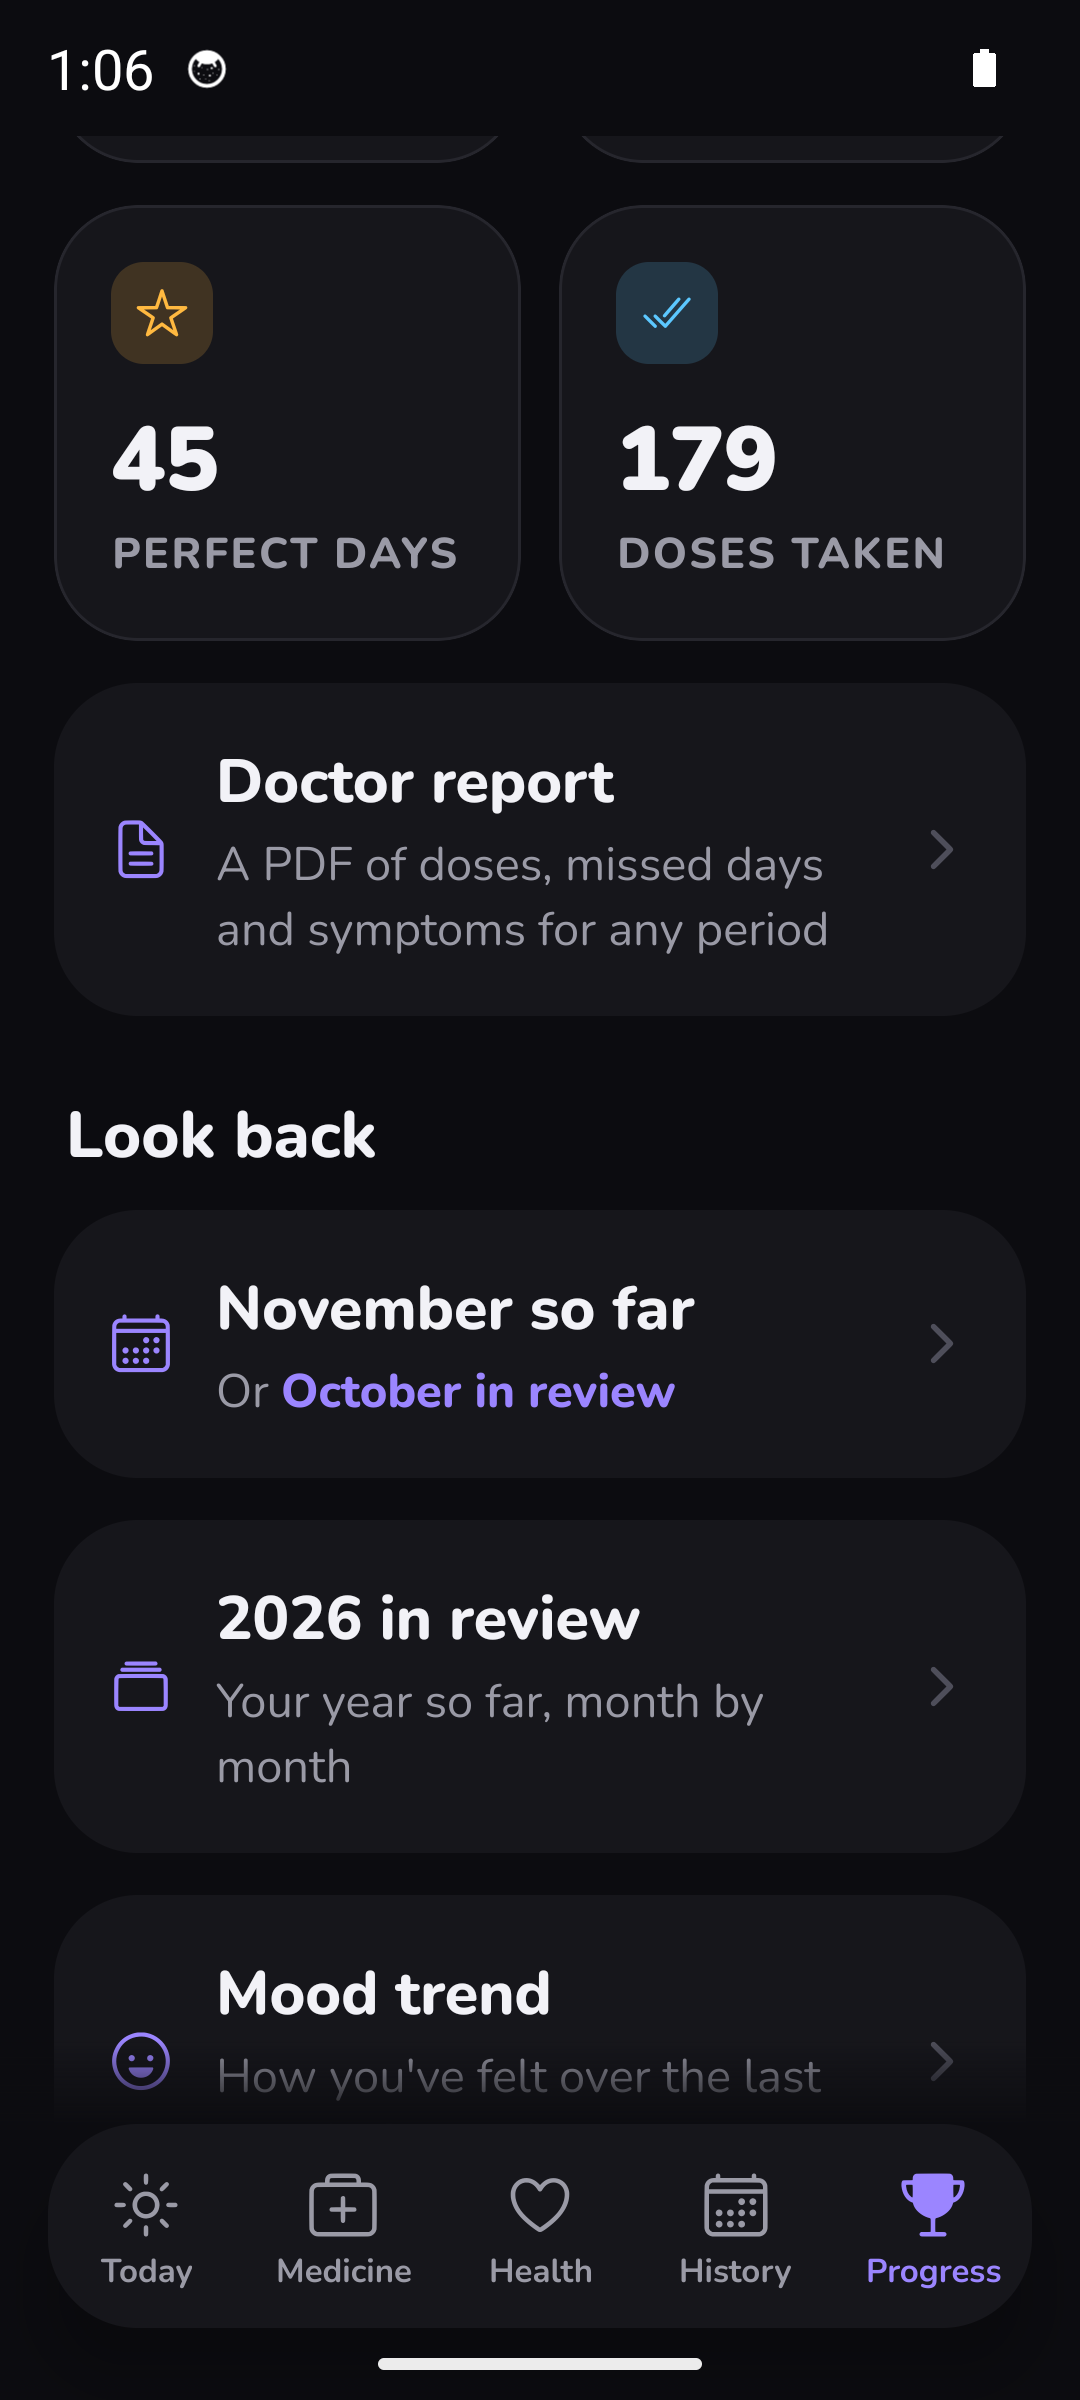 1:06
45
PERFECT DAYS
179
DOSES TAKEN
Doctor report
A PDF of doses, missed days
and symptoms for any period
Look back
November so far
Or October in review
2026 in review
Your year so far, month by
month
Mood trend
How you've felt over the last
Today
Medicine
Health
History
Progress